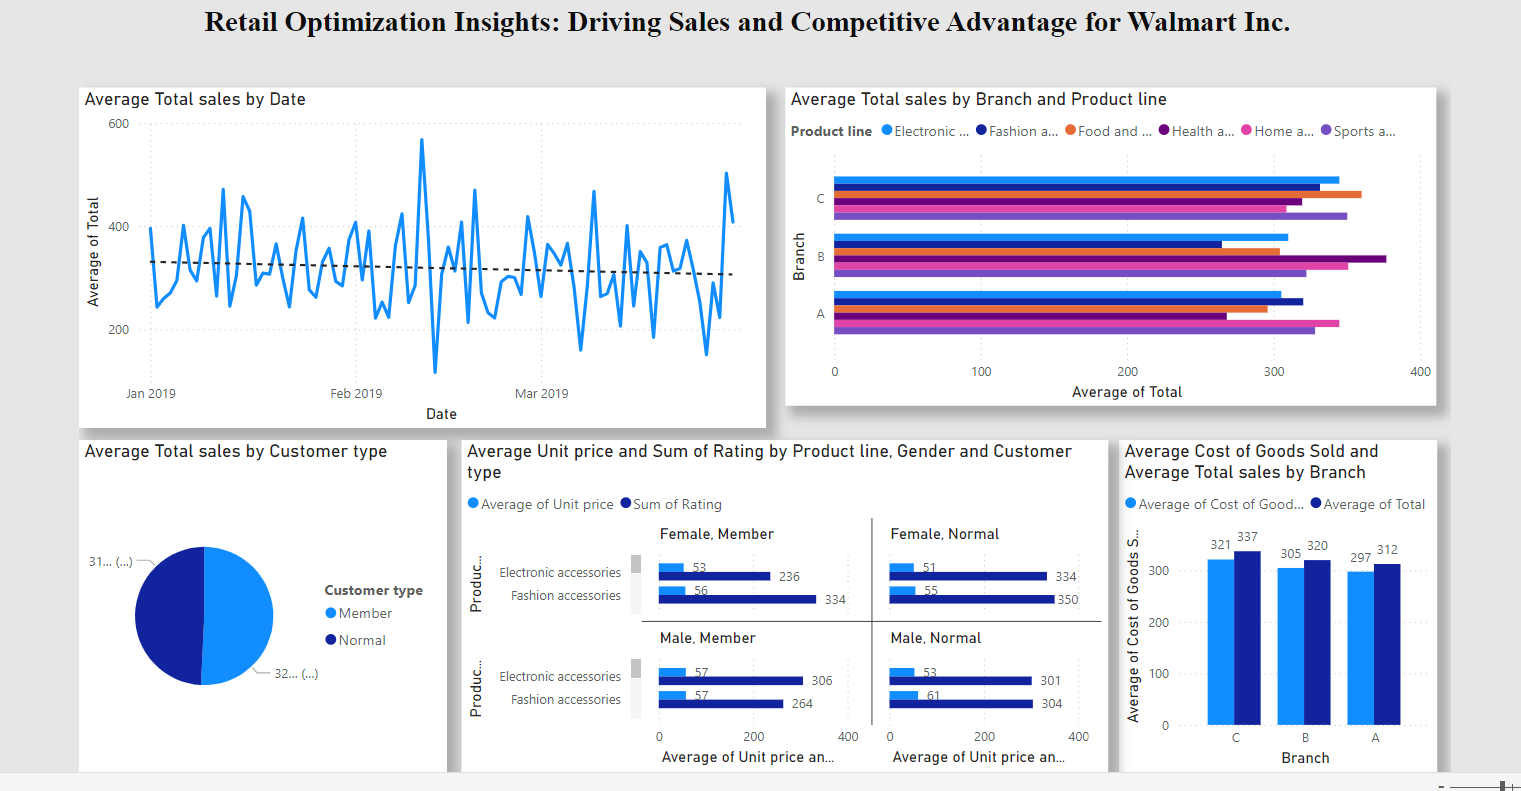 Retail Optimization Insights: Driving Sales and Competitive Advantage for Walmart Inc.
Average Total sales by Date
600
400
200
Average of Total
Jan 2019 Feb 2019 Mar 2019
Date
Average Total sales by Branch and Product line
Product line Electronic ... Fashion a... Food and ... Health a... Home a... Sports a...
Branch
C
B
A
0 100 200 300 400
Average of Total
Average Total sales by Customer type
31... (...)
32... (...)
Customer type
Member
Normal
Average Unit price and Sum of Rating by Product line, Gender and Customer
type
Average of Unit price Sum of Rating
Female, Member Female, Normal
Produc...
Electronic accessories 53 236 51 334
Fashion accessories 56 334 55 350
Male, Member Male, Normal
Produc...
Electronic accessories 57 306 53 301
Fashion accessories 57 264 61 304
0 200 400 0 200 400
Average of Unit price an... Average of Unit price an...
Average Cost of Goods Sold and
Average Total sales by Branch
Average of Cost of Good... Average of Total
Average of Cost of Goods S...
321 337 305 320 297 312
300
200
100
0
C B A
Branch